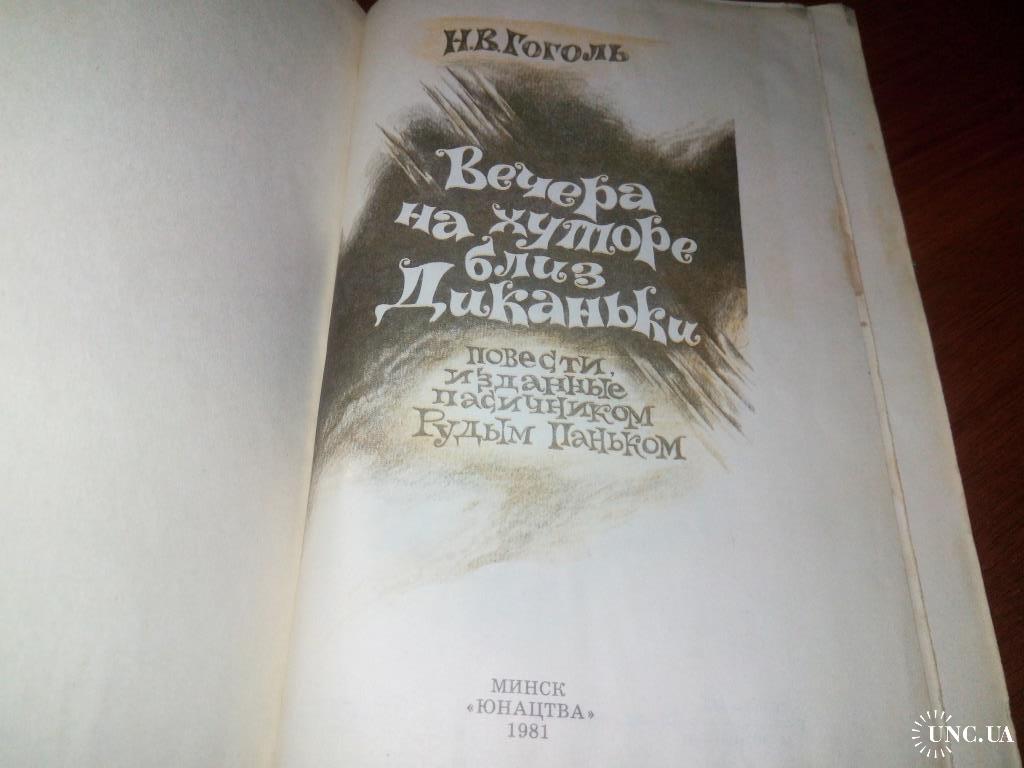 Н.В.ГОГОЛЬ
Вечера
на хуторе
близ
Диканьки
повести,
изданные
пасичником
Рудым Паньком
МИНСК
«ЮНАЦТВА»
1981
UNC.UA